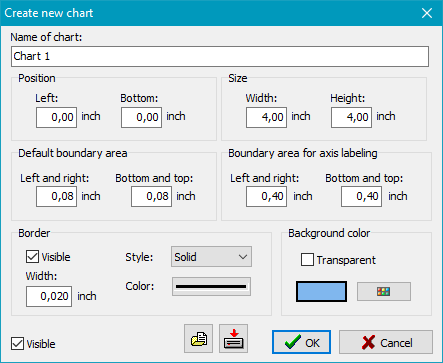 Create new chart
Name of chart:
Chart 1
Position
Left: Bottom:
0,00 inch 0,00 inch
Size
Width: Height:
4,00 inch 4,00 inch
Default boundary area
Left and right: Bottom and top:
0,08 inch 0,08 inch
Boundary area for axis labeling
Left and right: Bottom and top:
0,40 inch 0,40 inch
Border
Visible Style: Solid
Width:
0,020 inch Color:
Background color
Transparent
Visible
OK Cancel